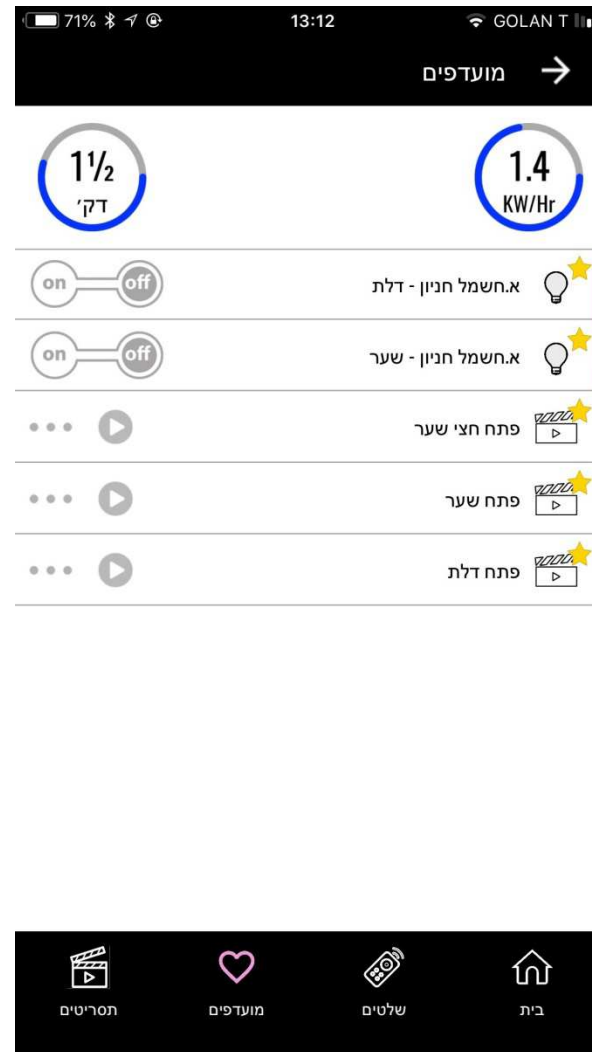 71% 13:12 GOLAN T
מועדפים
1.4
KW/Hr
1½
דק׳
א.חשמל חניון - דלת
on off
א.חשמל חניון - שער
on off
פתח חצי שער
פתח שער
פתח דלת
בית שלטים מועדפים תסריטים